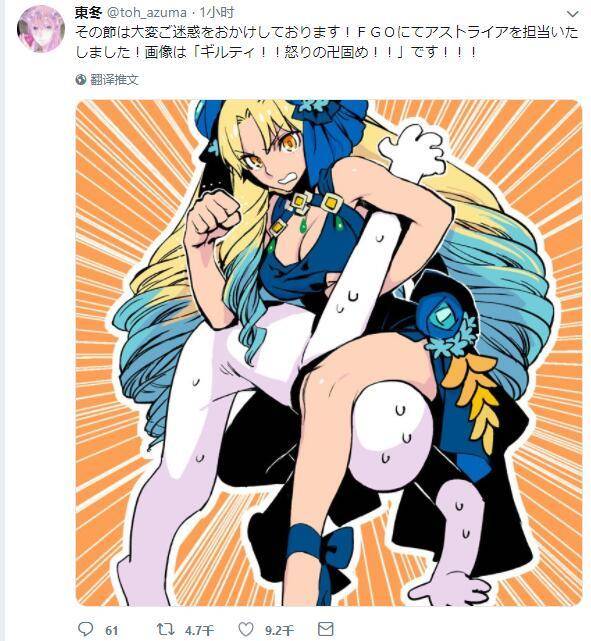 東冬 @toh_azuma · 1小时
その節は大変ご迷惑をおかけしております！ＦＧＯにてアストライアを担当いた
しました！画像は「ギルティ！！怒りの卍固め！！」です！！！
翻译推文
61 4.7千 9.2千